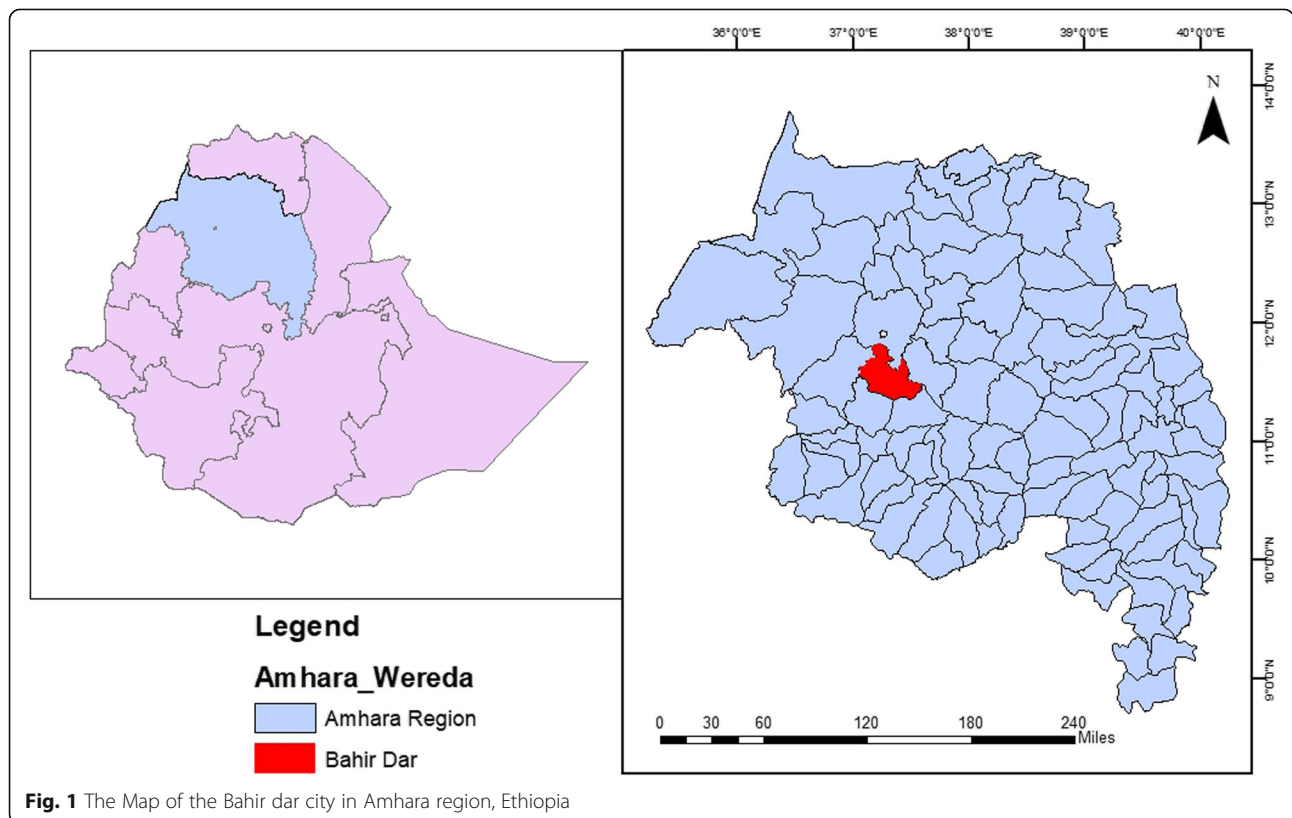 36°0'0"E 37°0'0"E 38°0'0"E 39°0'0"E 40°0'0"E
N
14°0'0"N
13°0'0"N
12°0'0"N
11°0'0"N
10°0'0"N
9°0'0"N
0 30 60 120 180 240
Miles
Legend
Amhara_Wereda
Amhara Region
Bahir Dar
Fig. 1 The Map of the Bahir dar city in Amhara region, Ethiopia